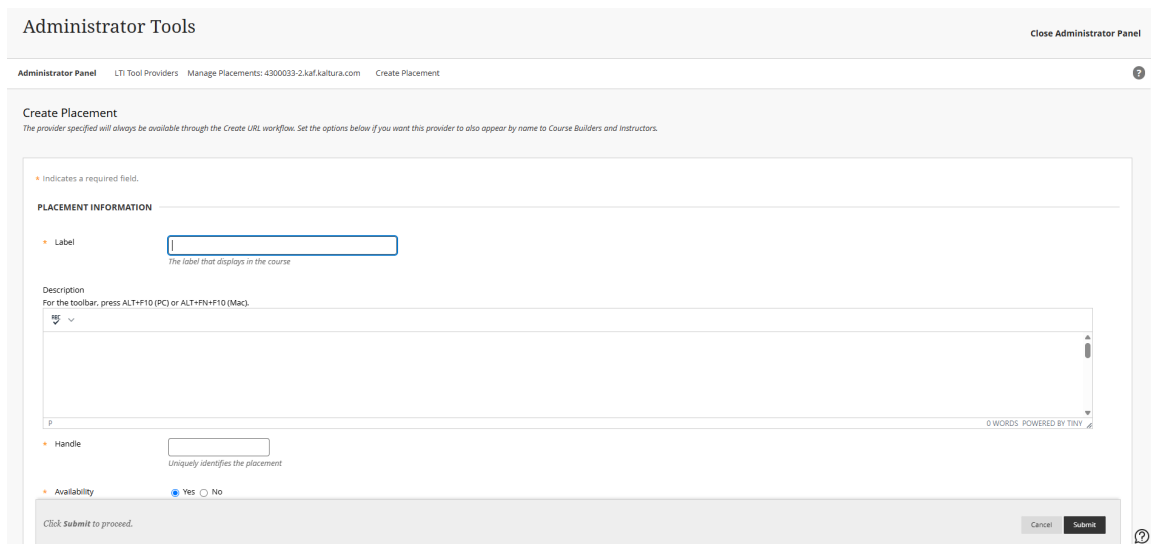 Administrator Tools
Close Administrator Panel
Administrator Panel LTI Tool Providers Manage Placements: 4300033-2.kaf.kaltura.com Create Placement ?
Create Placement
The provider specified will always be available through the Create URL workflow. Set the options below if you want this provider to also appear by name to Course Builders and Instructors.
* Indicates a required field.
PLACEMENT INFORMATION
* Label
The label that displays in the course
Description
For the toolbar, press ALT+F10 (PC) or ALT+FN+F10 (Mac).
ABC
P 0 WORDS POWERED BY TINY
* Handle
Uniquely identifies the placement
* Availability Yes No
Click Submit to proceed. Cancel Submit
?